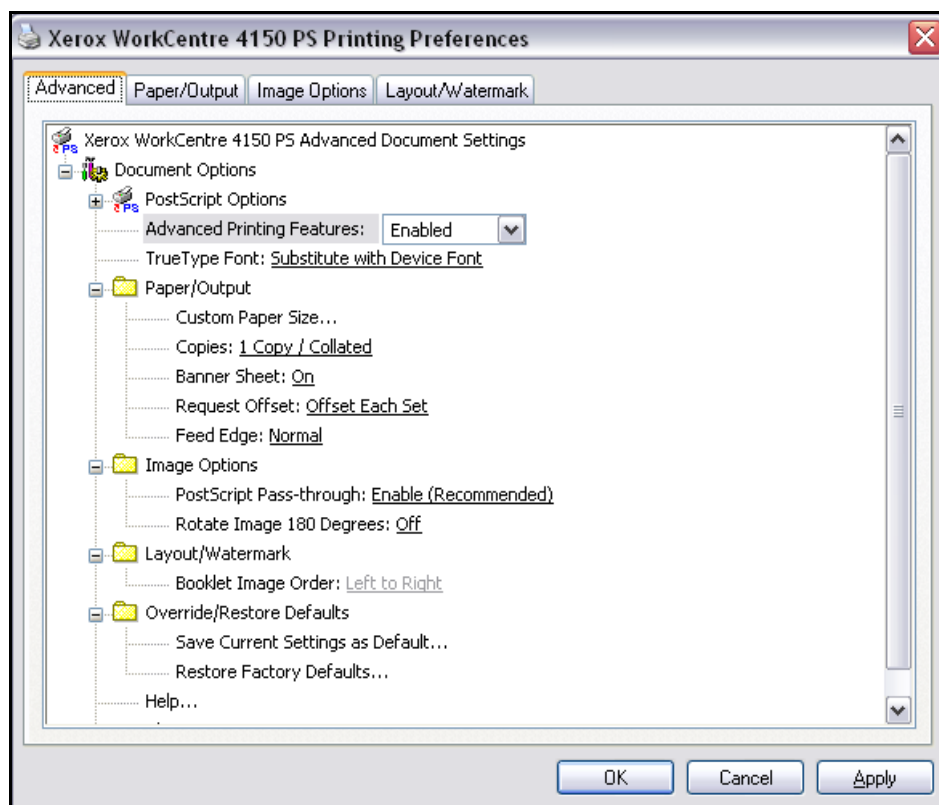 Xerox WorkCentre 4150 PS Printing Preferences
Advanced Paper/Output Image Options Layout/Watermark
Xerox WorkCentre 4150 PS Advanced Document Settings
Document Options
PostScript Options
Advanced Printing Features: Enabled
TrueType Font: Substitute with Device Font
Paper/Output
Custom Paper Size...
Copies: 1 Copy / Collated
Banner Sheet: On
Request Offset: Offset Each Set
Feed Edge: Normal
Image Options
PostScript Pass-through: Enable (Recommended)
Rotate Image 180 Degrees: Off
Layout/Watermark
Booklet Image Order: Left to Right
Override/Restore Defaults
Save Current Settings as Default...
Restore Factory Defaults...
Help...
OK Cancel Apply